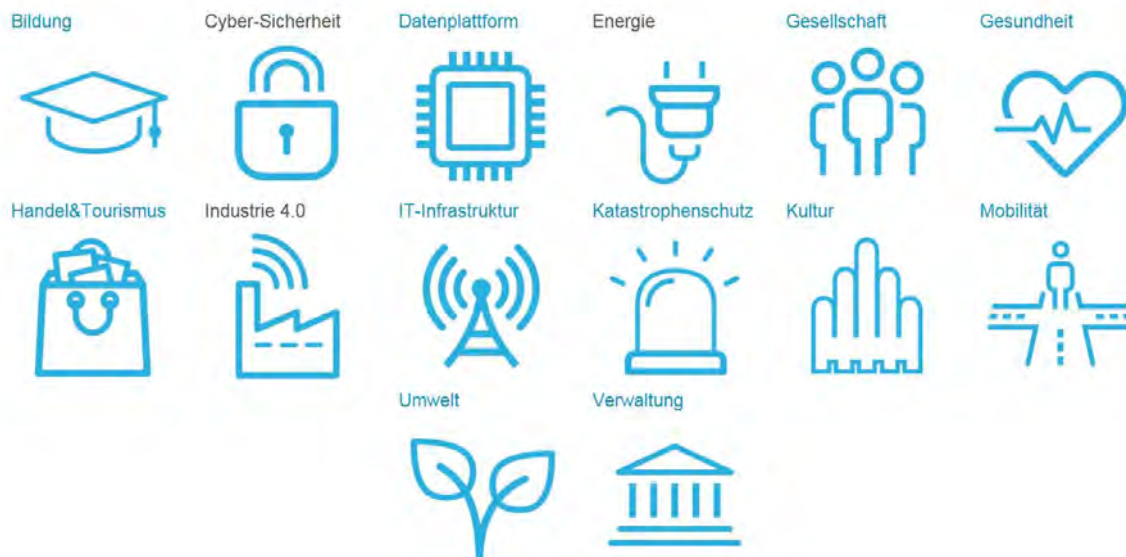 Bildung
Cyber-Sicherheit
Datenplattform
Energie
Gesellschaft
Gesundheit
Handel&Tourismus
Industrie 4.0
IT-Infrastruktur
Katastrophenschutz
Kultur
Mobilität
Umwelt
Verwaltung